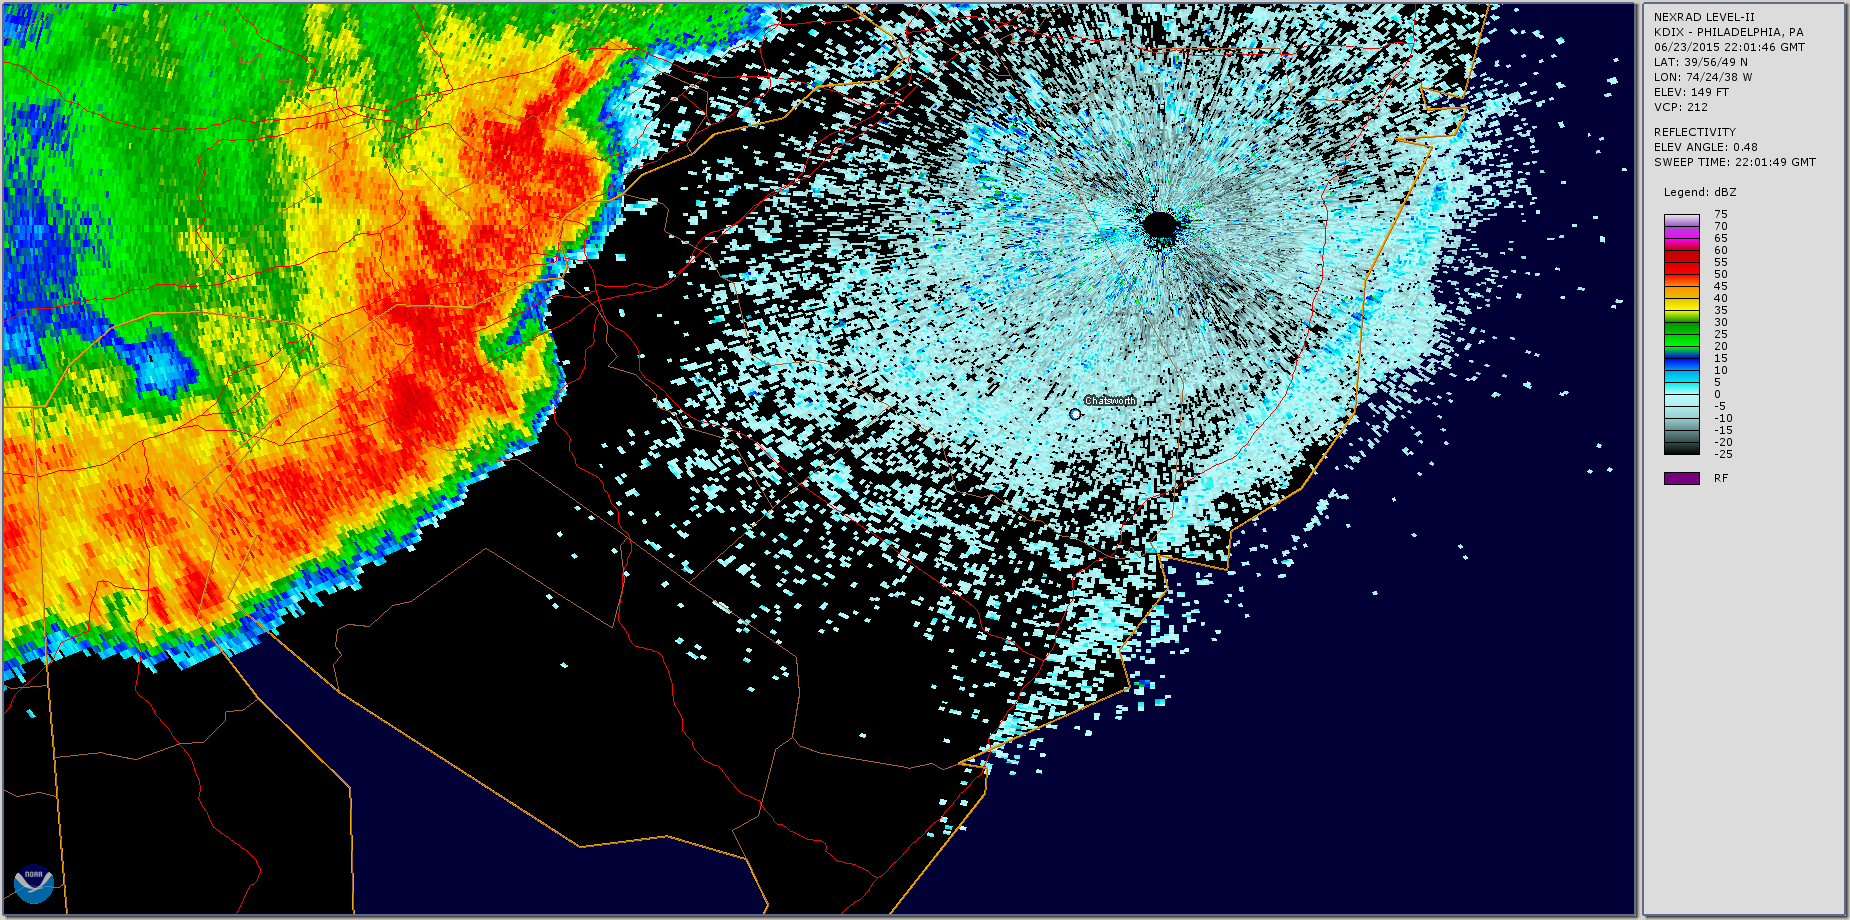 NEXRAD LEVEL-II
KDIX - PHILADELPHIA, PA
06/23/2015 22:01:46 GMT
LAT: 39/56/49 N
LON: 74/24/38 W
ELEV: 149 FT
VCP: 212
REFLECTIVITY
ELEV ANGLE: 0.48
SWEEP TIME: 22:01:49 GMT
Legend: dBZ
75
70
65
60
55
50
45
40
35
30
25
20
15
10
5
0
-5
-10
-15
-20
-25
RF
Chatsworth
NOAA